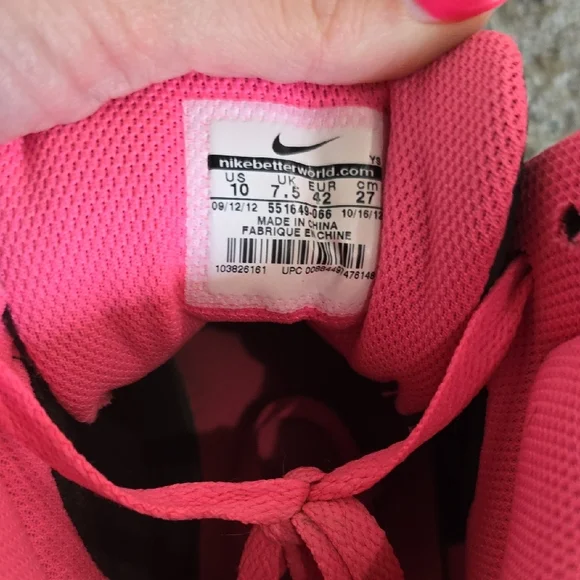 YS
nikebetterworld.com
US UK EUR cm
10 7.5 42 27
09/12/12 551649-066 10/16/12
MADE IN CHINA
FABRIQUE EN CHINE
103826161 UPC